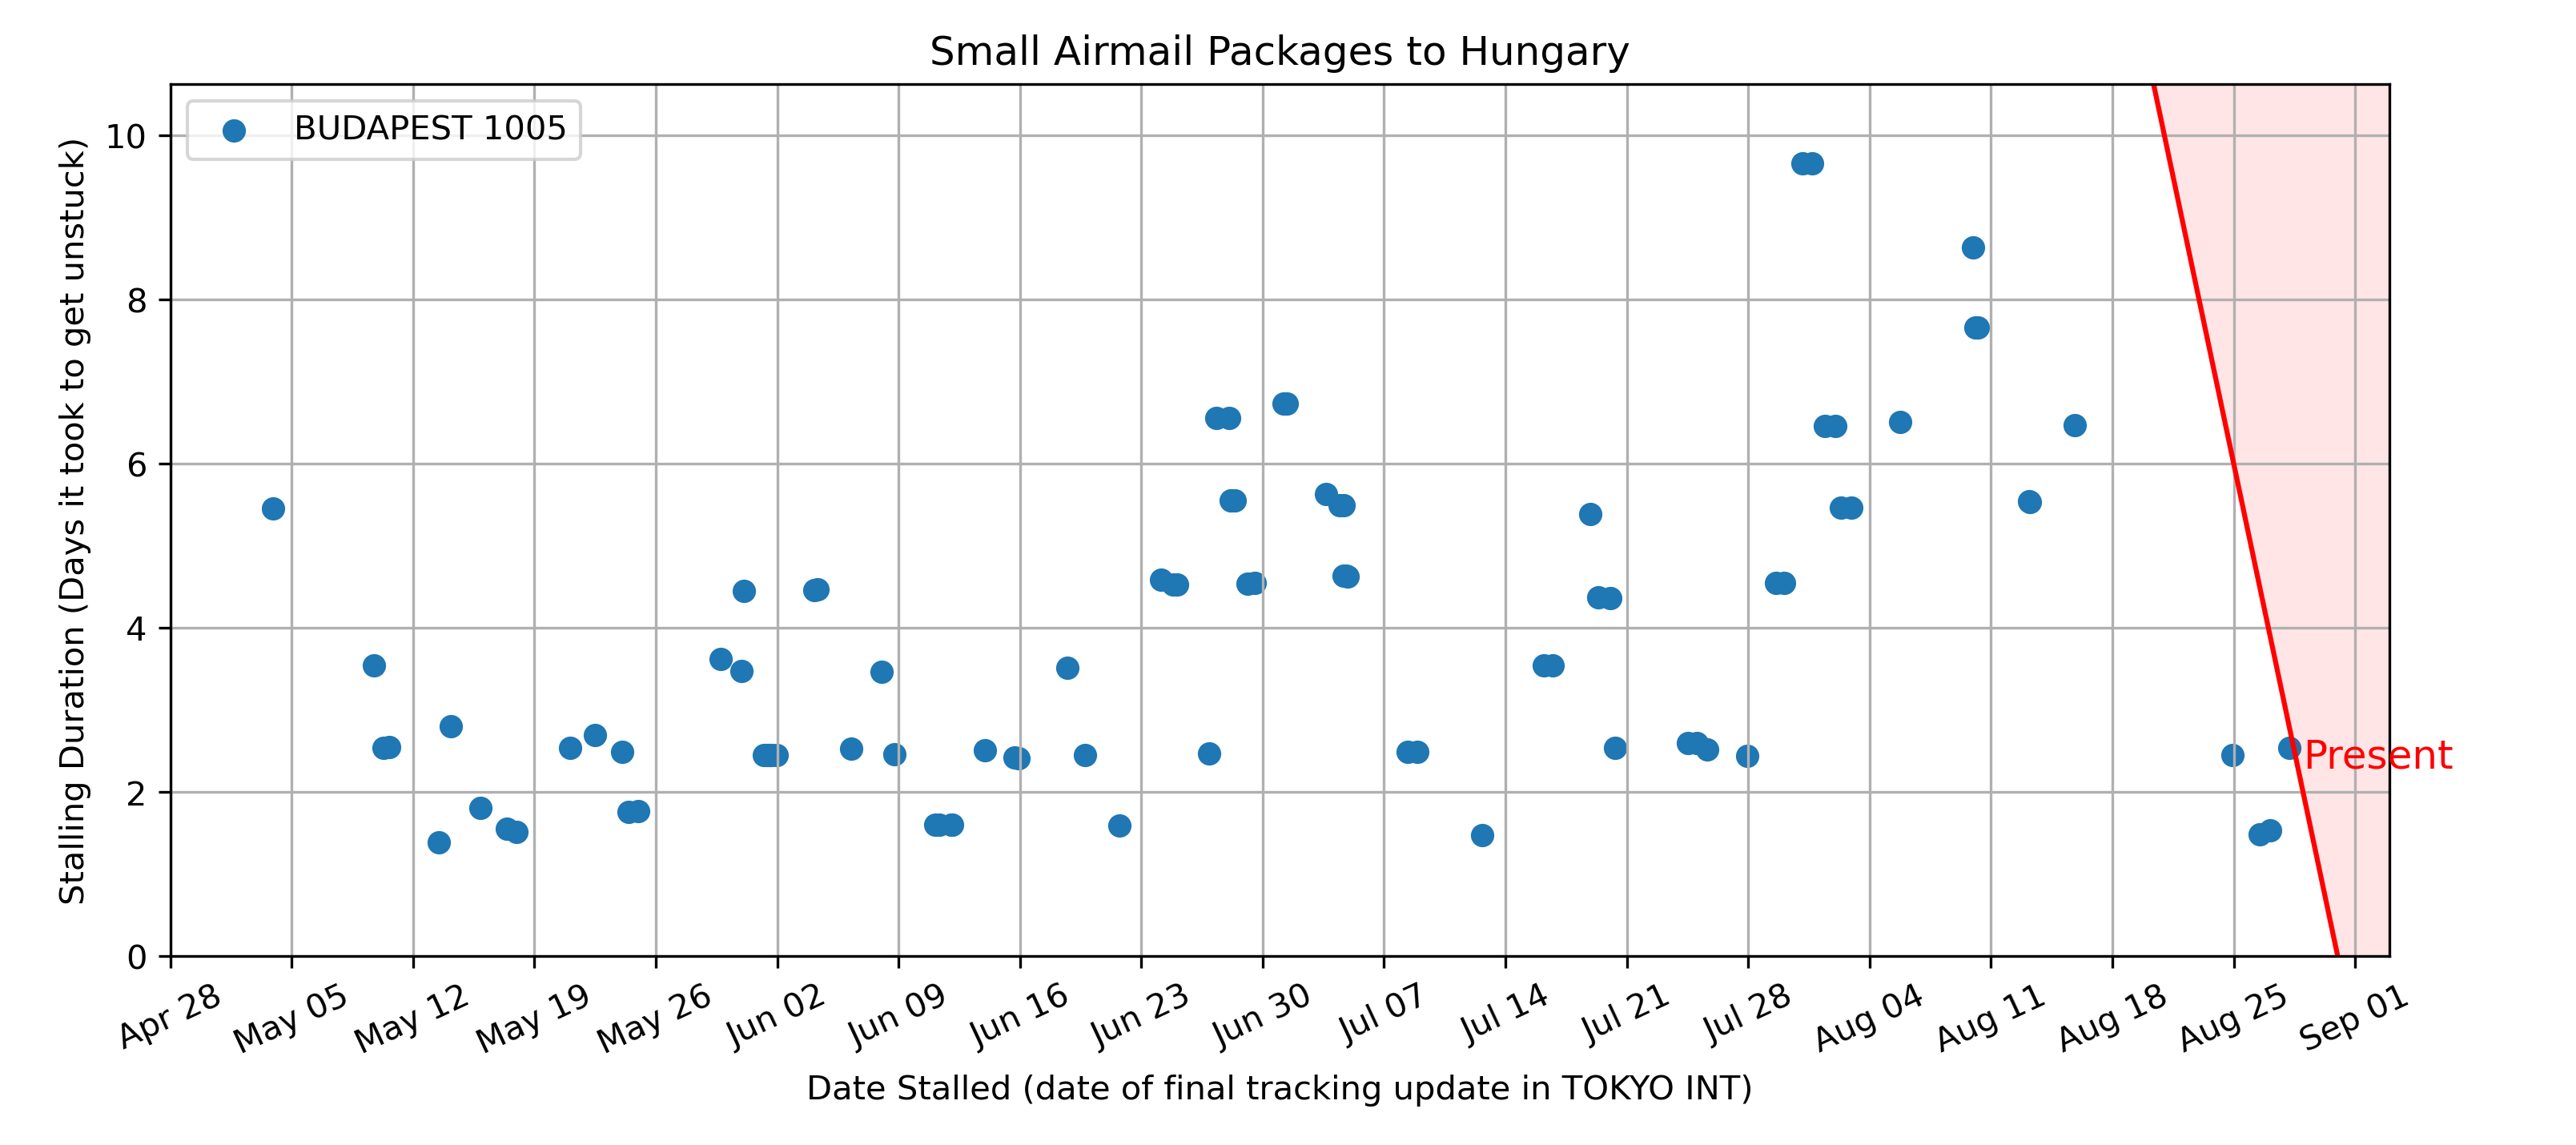 Small Airmail Packages to Hungary
BUDAPEST 1005
Stalling Duration (Days it took to get unstuck)
10
8
6
4
2
0
Present
Apr 28
May 05
May 12
May 19
May 26
Jun 02
Jun 09
Jun 16
Jun 23
Jun 30
Jul 07
Jul 14
Jul 21
Jul 28
Aug 04
Aug 11
Aug 18
Aug 25
Sep 01
Date Stalled (date of final tracking update in TOKYO INT)